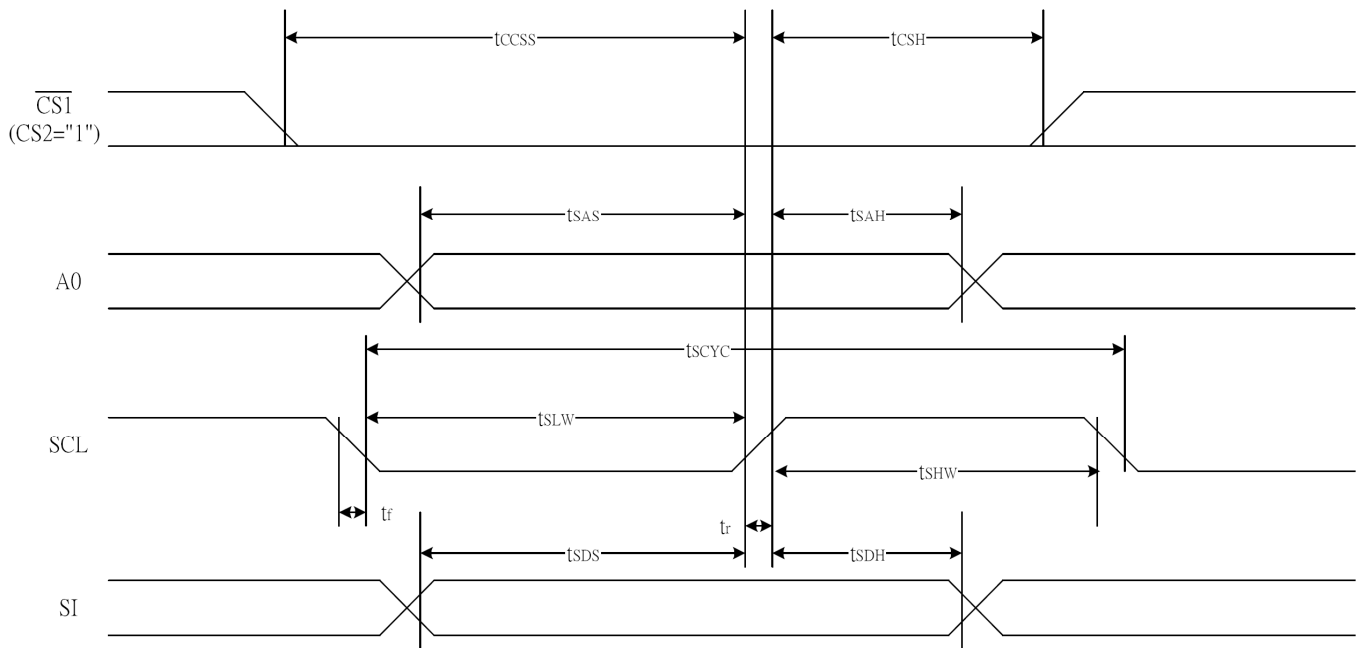 tCCSS
tCSH
CS1
(CS2="1")
tSAS
tSAH
A0
tSCYC
tSLW
SCL
tSHW
tf
tr
tSDS
tSDH
SI